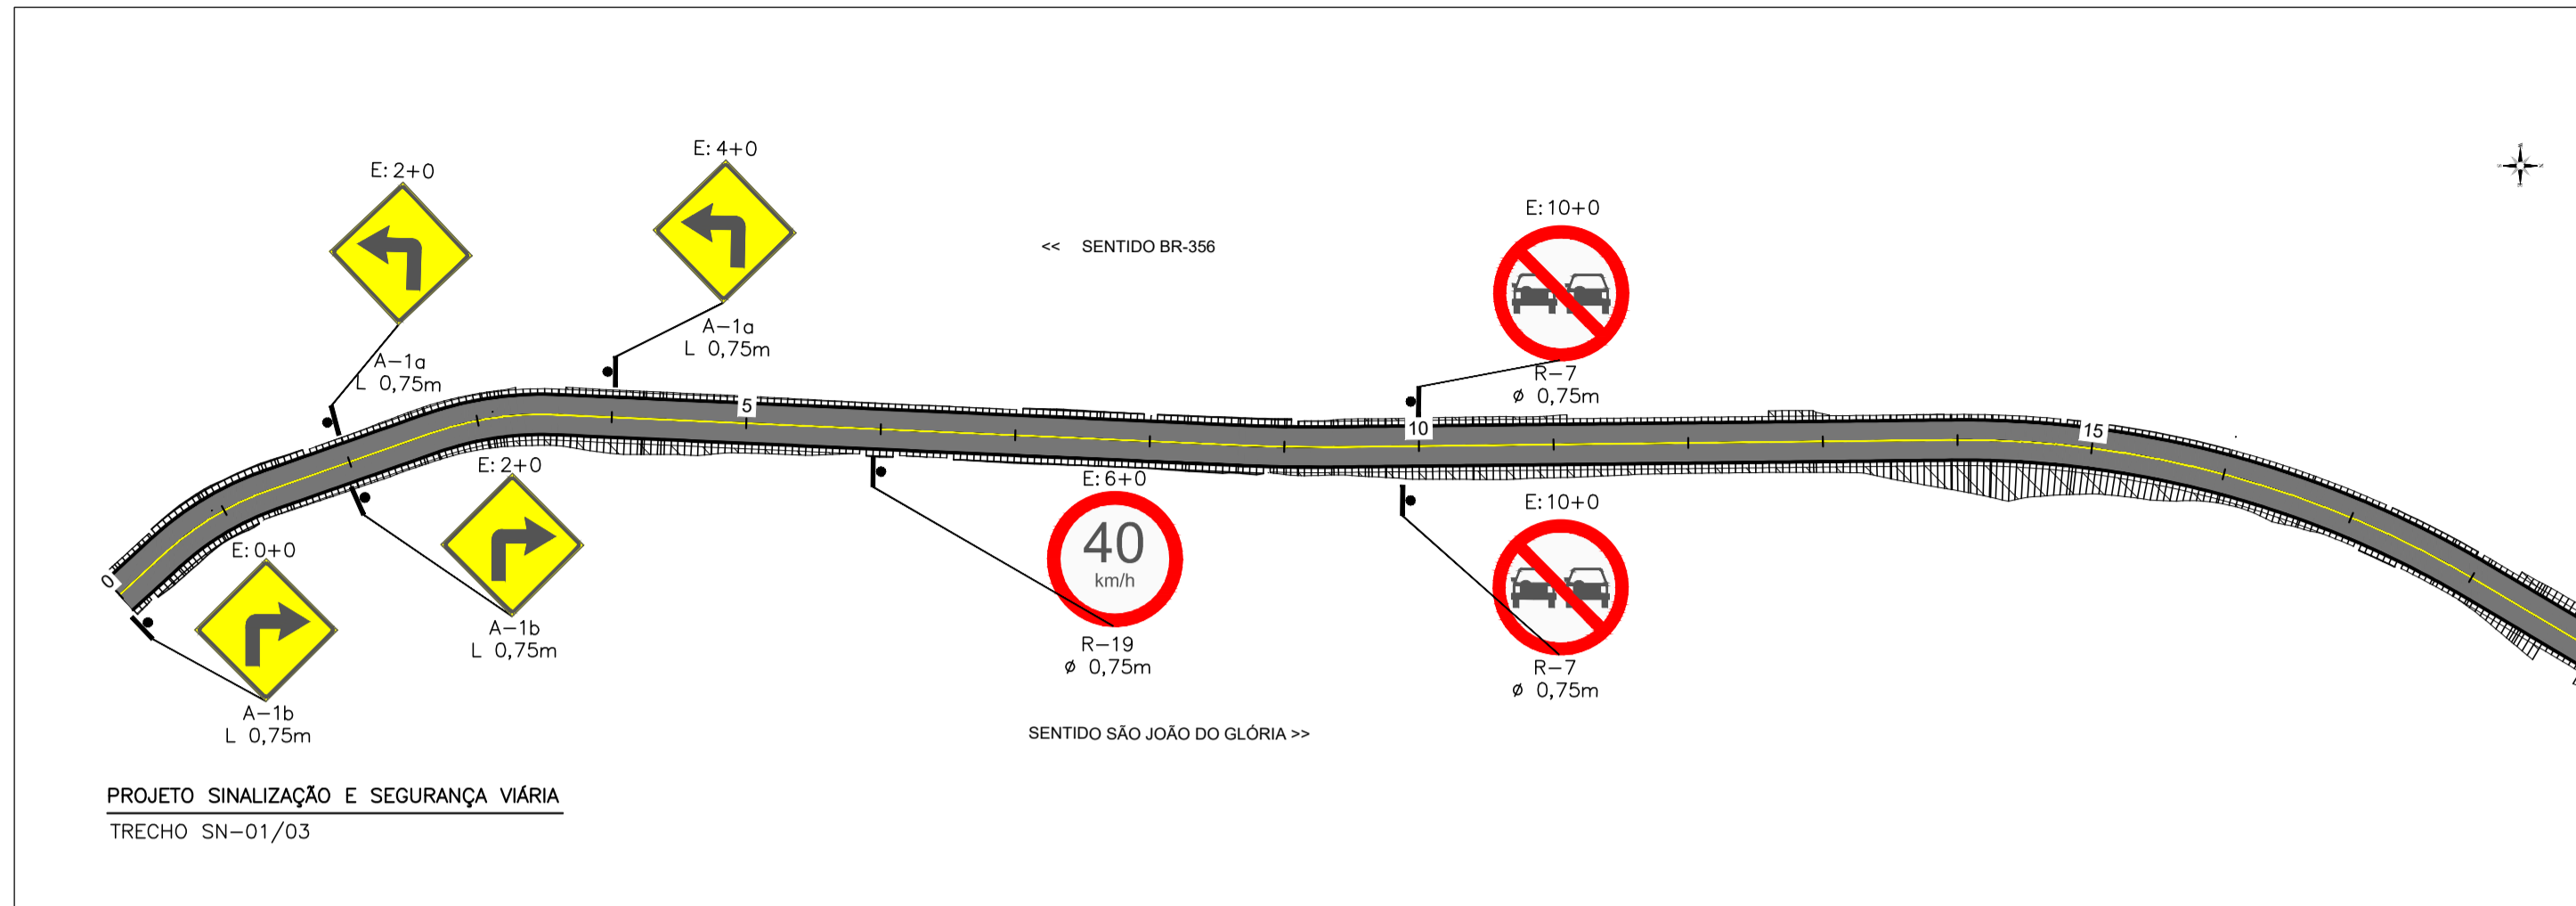 E:2+0
A-1a
L 0,75m
E:4+0
A-1a
L 0,75m
<< SENTIDO BR-356
E:10+0
R-7
ø 0,75m
0
5
10
15
E:0+0
A-1b
L 0,75m
E:2+0
A-1b
L 0,75m
E:6+0
40
km/h
R-19
ø 0,75m
E:10+0
R-7
ø 0,75m
SENTIDO SÃO JOÃO DO GLÓRIA >>
PROJETO SINALIZAÇÃO E SEGURANÇA VIÁRIA
TRECHO SN-01/03